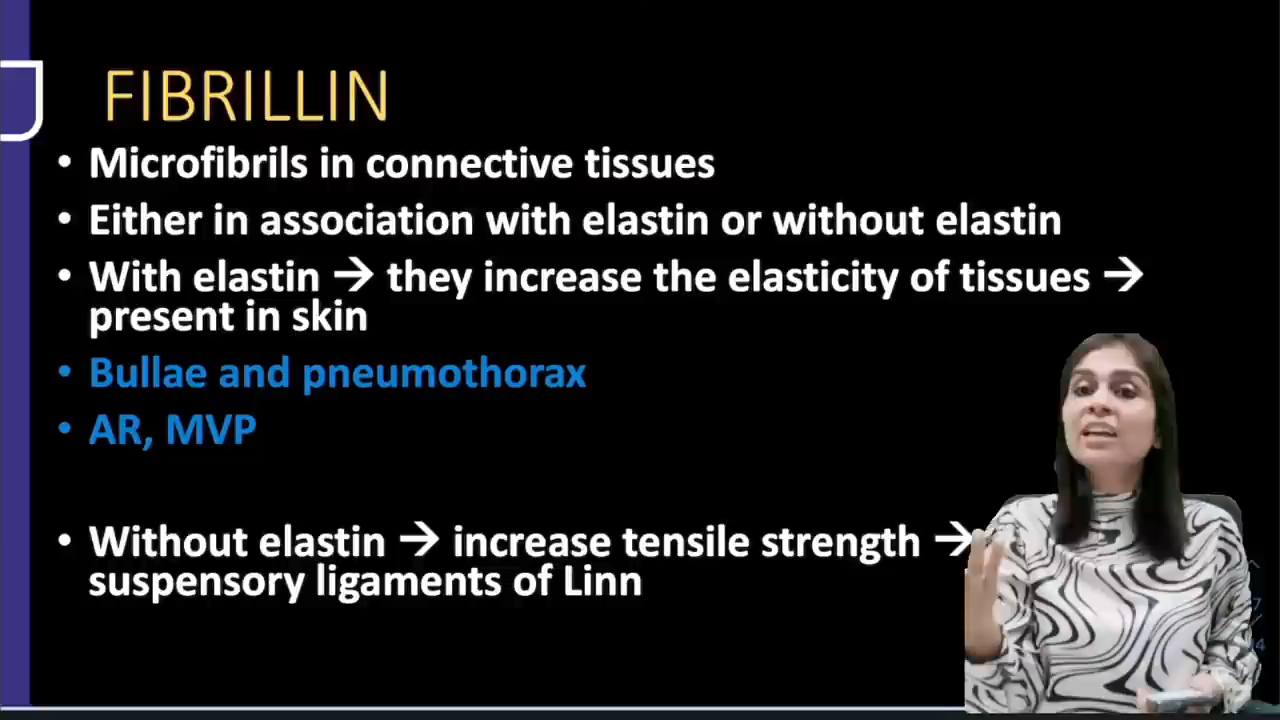 FIBRILLIN
• Microfibrils in connective tissues
• Either in association with elastin or without elastin
• With elastin → they increase the elasticity of tissues →
present in skin
• Bullae and pneumothorax
• AR, MVP
• Without elastin → increase tensile strength →
suspensory ligaments of Linn